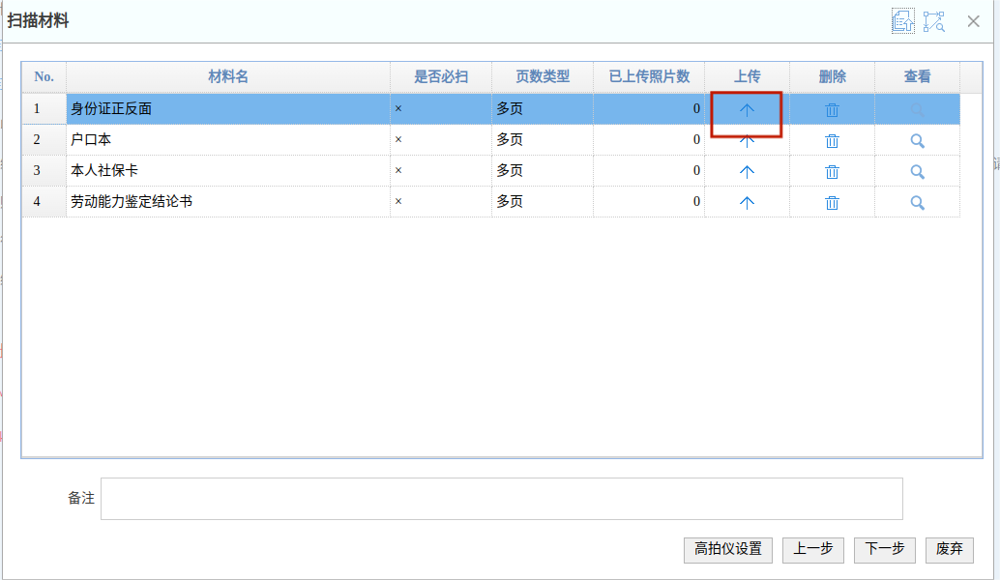 扫描材料
No. 材料名 是否必扫 页数类型 已上传照片数 上传 删除 查看
1 身份证正反面 × 多页 0
2 户口本 × 多页 0
3 本人社保卡 × 多页 0
4 劳动能力鉴定结论书 × 多页 0
备注
高拍仪设置 上一步 下一步 废弃